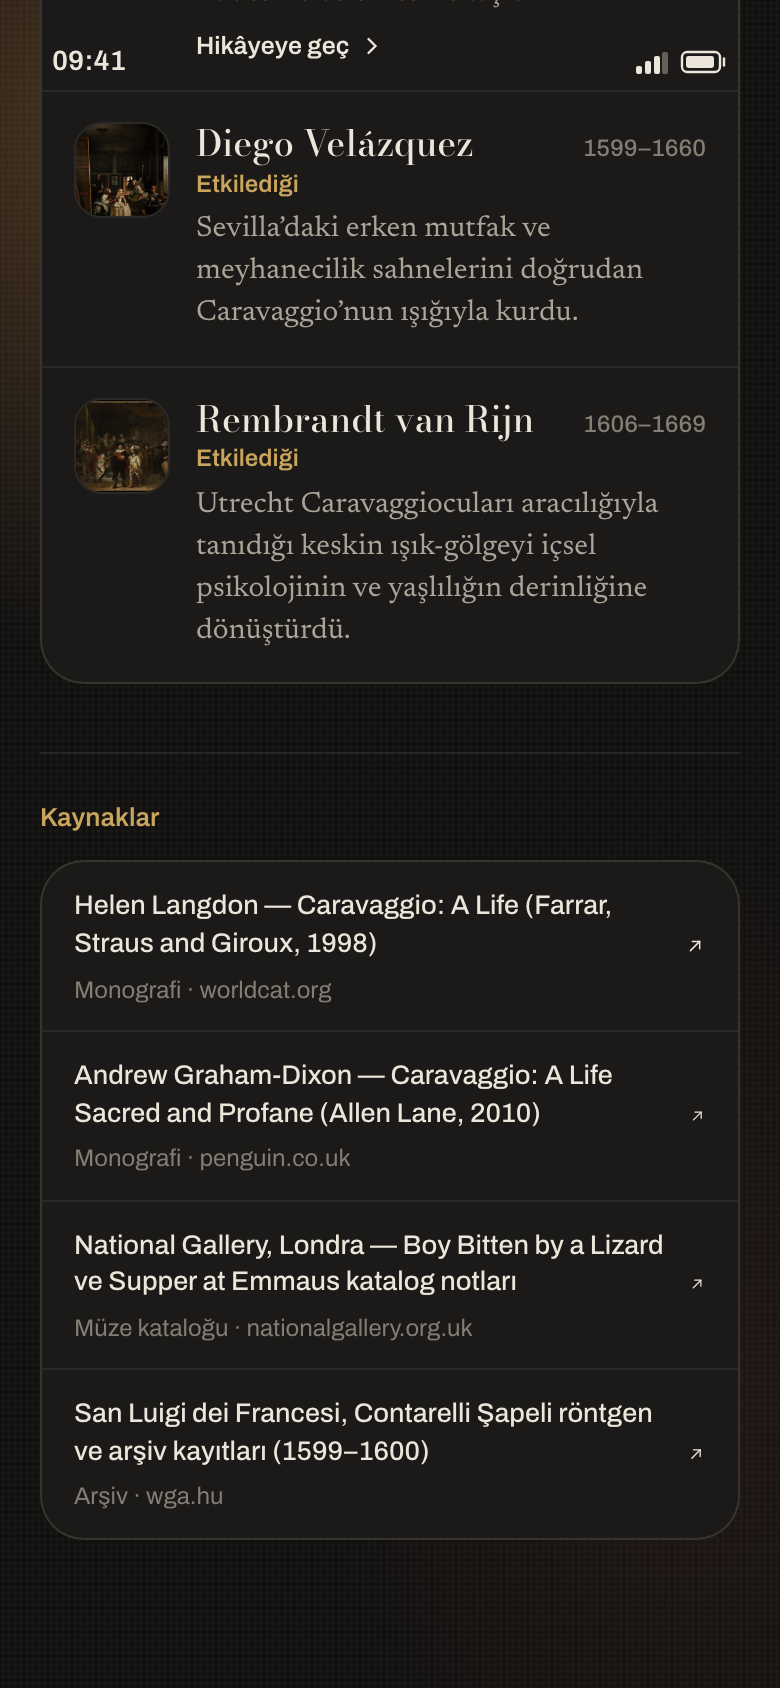 Hikâyeye geç
09:41
Diego Velázquez
1599–1660
Etkilediği
Sevilla’daki erken mutfak ve
meyhanecilik sahnelerini doğrudan
Caravaggio’nun ışığıyla kurdu.
Rembrandt van Rijn
1606–1669
Etkilediği
Utrecht Caravaggiocuları aracılığıyla
tanıdığı keskin ışık-gölgeyi içsel
psikolojinin ve yaşlılığın derinliğine
dönüştürdü.
Kaynaklar
Helen Langdon — Caravaggio: A Life (Farrar,
Straus and Giroux, 1998)
Monografi · worldcat.org
Andrew Graham-Dixon — Caravaggio: A Life
Sacred and Profane (Allen Lane, 2010)
Monografi · penguin.co.uk
National Gallery, Londra — Boy Bitten by a Lizard
ve Supper at Emmaus katalog notları
Müze kataloğu · nationalgallery.org.uk
San Luigi dei Francesi, Contarelli Şapeli röntgen
ve arşiv kayıtları (1599–1600)
Arşiv · wga.hu